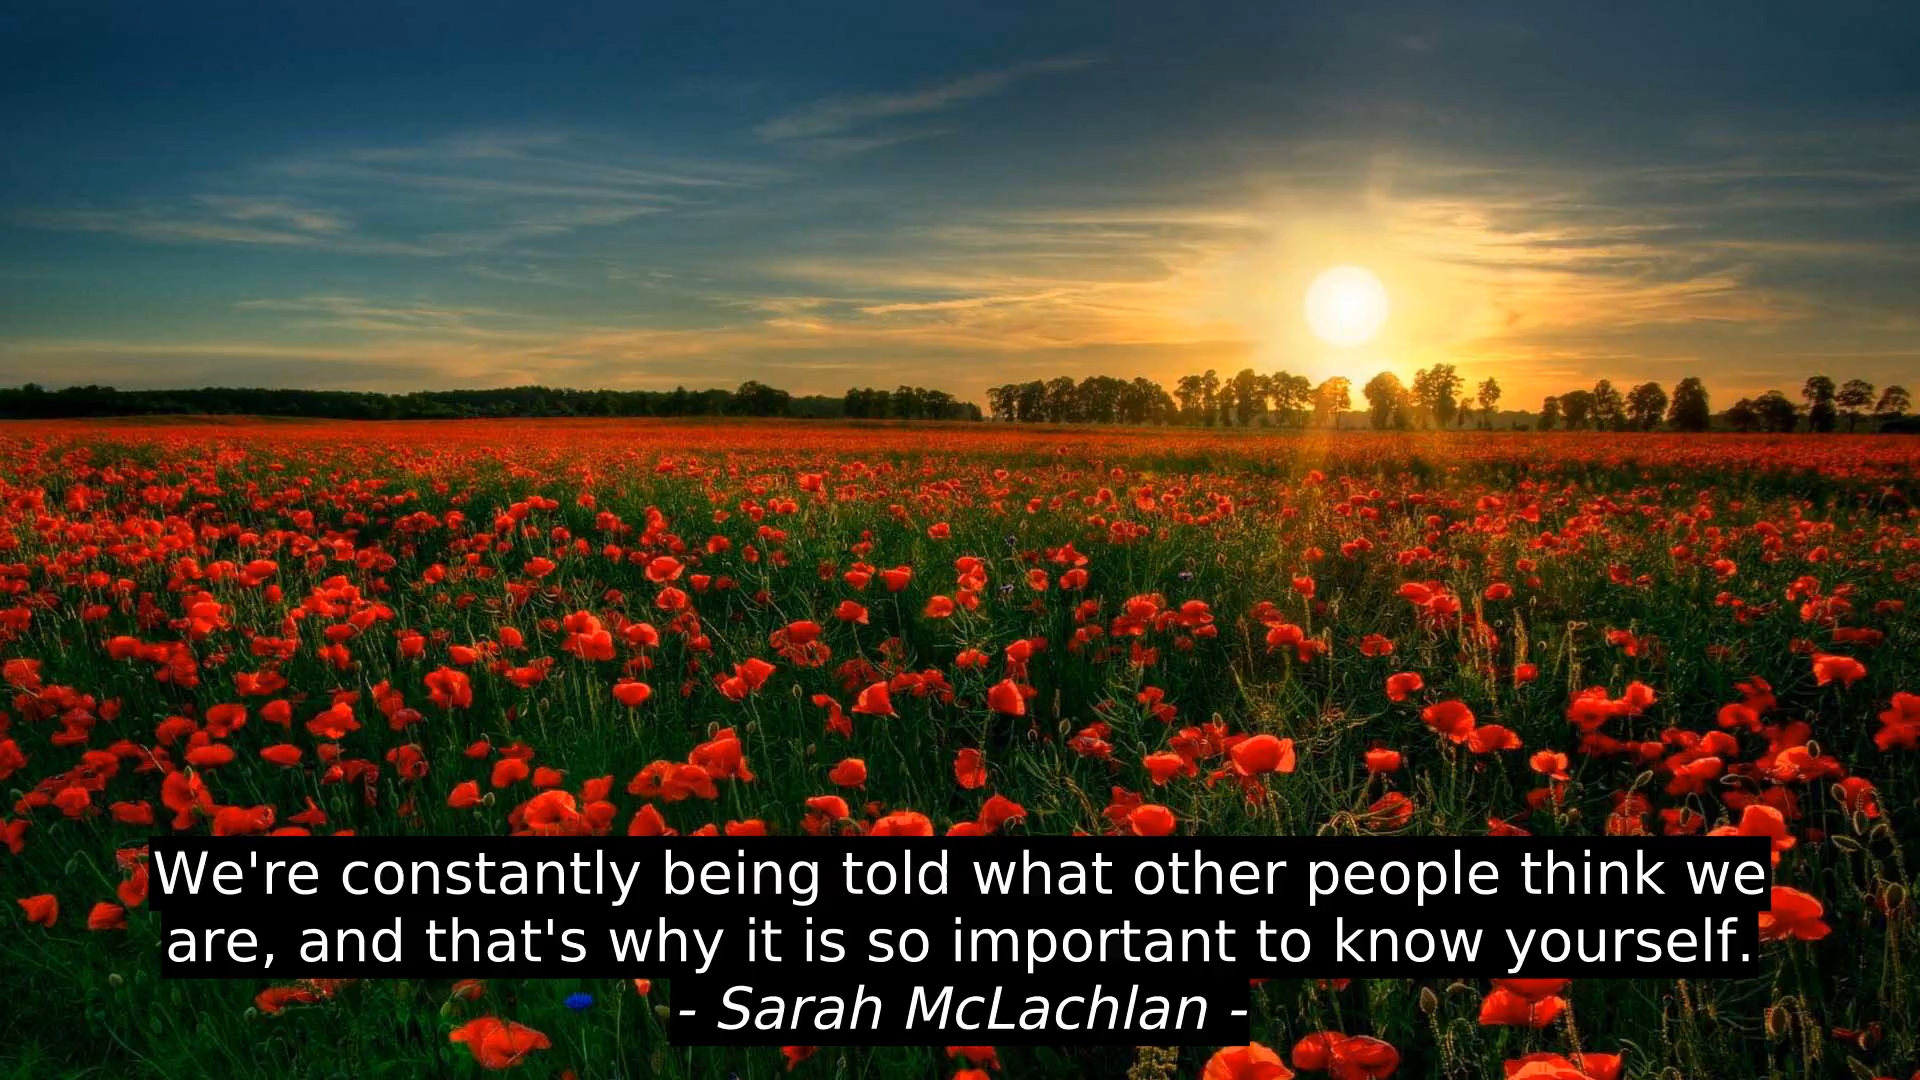 We're constantly being told what other people think we
are, and that's why it is so important to know yourself.
- Sarah McLachlan -